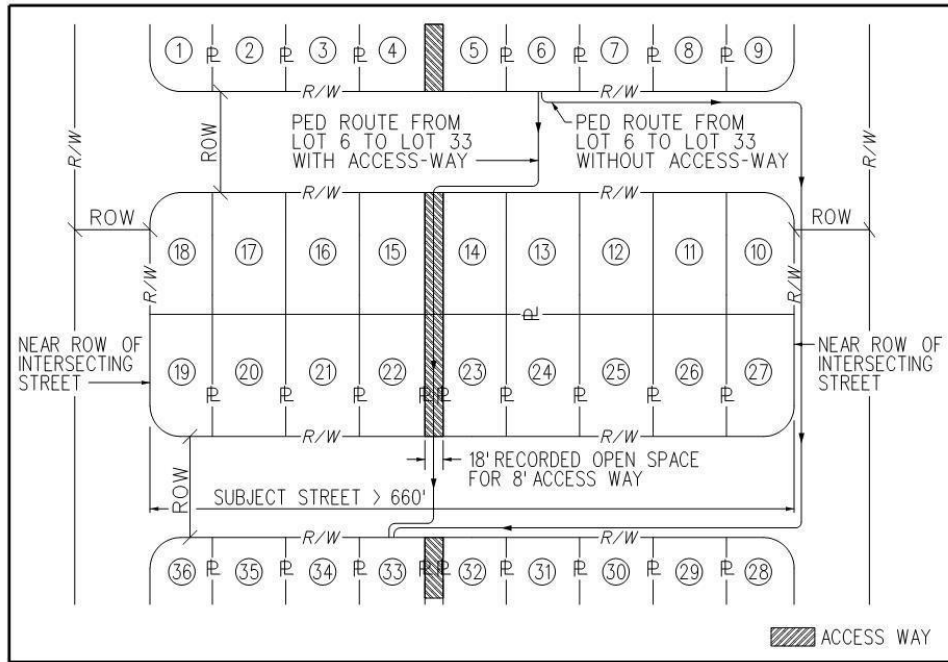 1 ℙ 2 ℙ 3 ℙ 4 5 ℙ 6 ℙ 7 ℙ 8 ℙ 9
R/W R/W
PED ROUTE FROM
LOT 6 TO LOT 33
WITH ACCESS-WAY
PED ROUTE FROM
LOT 6 TO LOT 33
WITHOUT ACCESS-WAY
R/W
ROW
R/W
R/W R/W
ROW
ROW
18 17 16 15 14 13 12 11 10
R/W
R/W
ℙ
NEAR ROW OF
INTERSECTING
STREET
NEAR ROW OF
INTERSECTING
STREET
19 20 21 22 23 24 25 26 27
ℙ ℙ ℙ ℙ ℙ ℙ ℙ ℙ ℙ
R/W R/W
18' RECORDED OPEN SPACE
FOR 8' ACCESS WAY
ROW
SUBJECT STREET > 660'
R/W R/W
36 ℙ 35 ℙ 34 ℙ 33 ℙ ℙ 32 ℙ 31 ℙ 30 ℙ 29 ℙ 28
ACCESS WAY